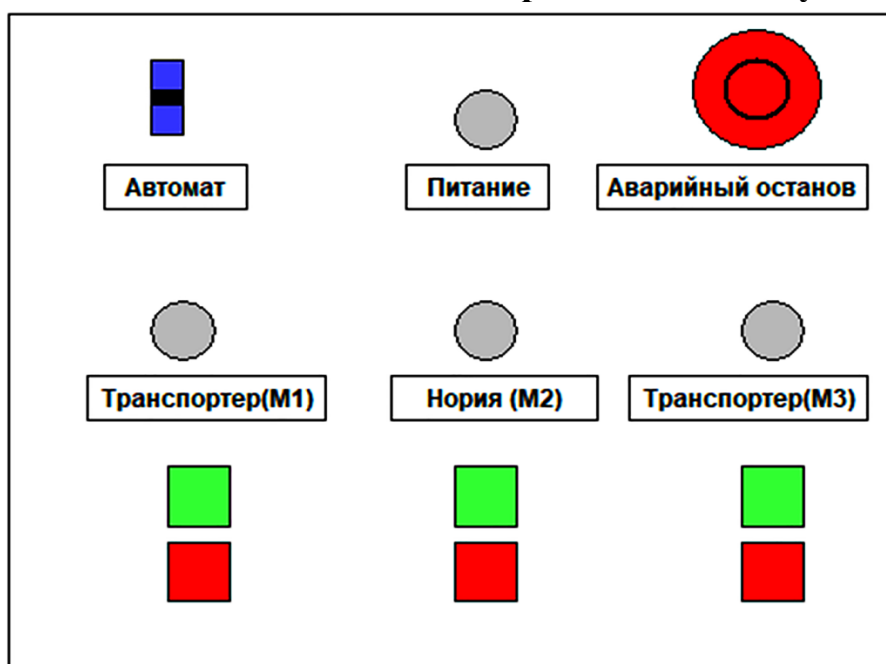 Автомат
Питание
Аварийный останов
Транспортер(М1)
Нория (М2)
Транспортер(М3)